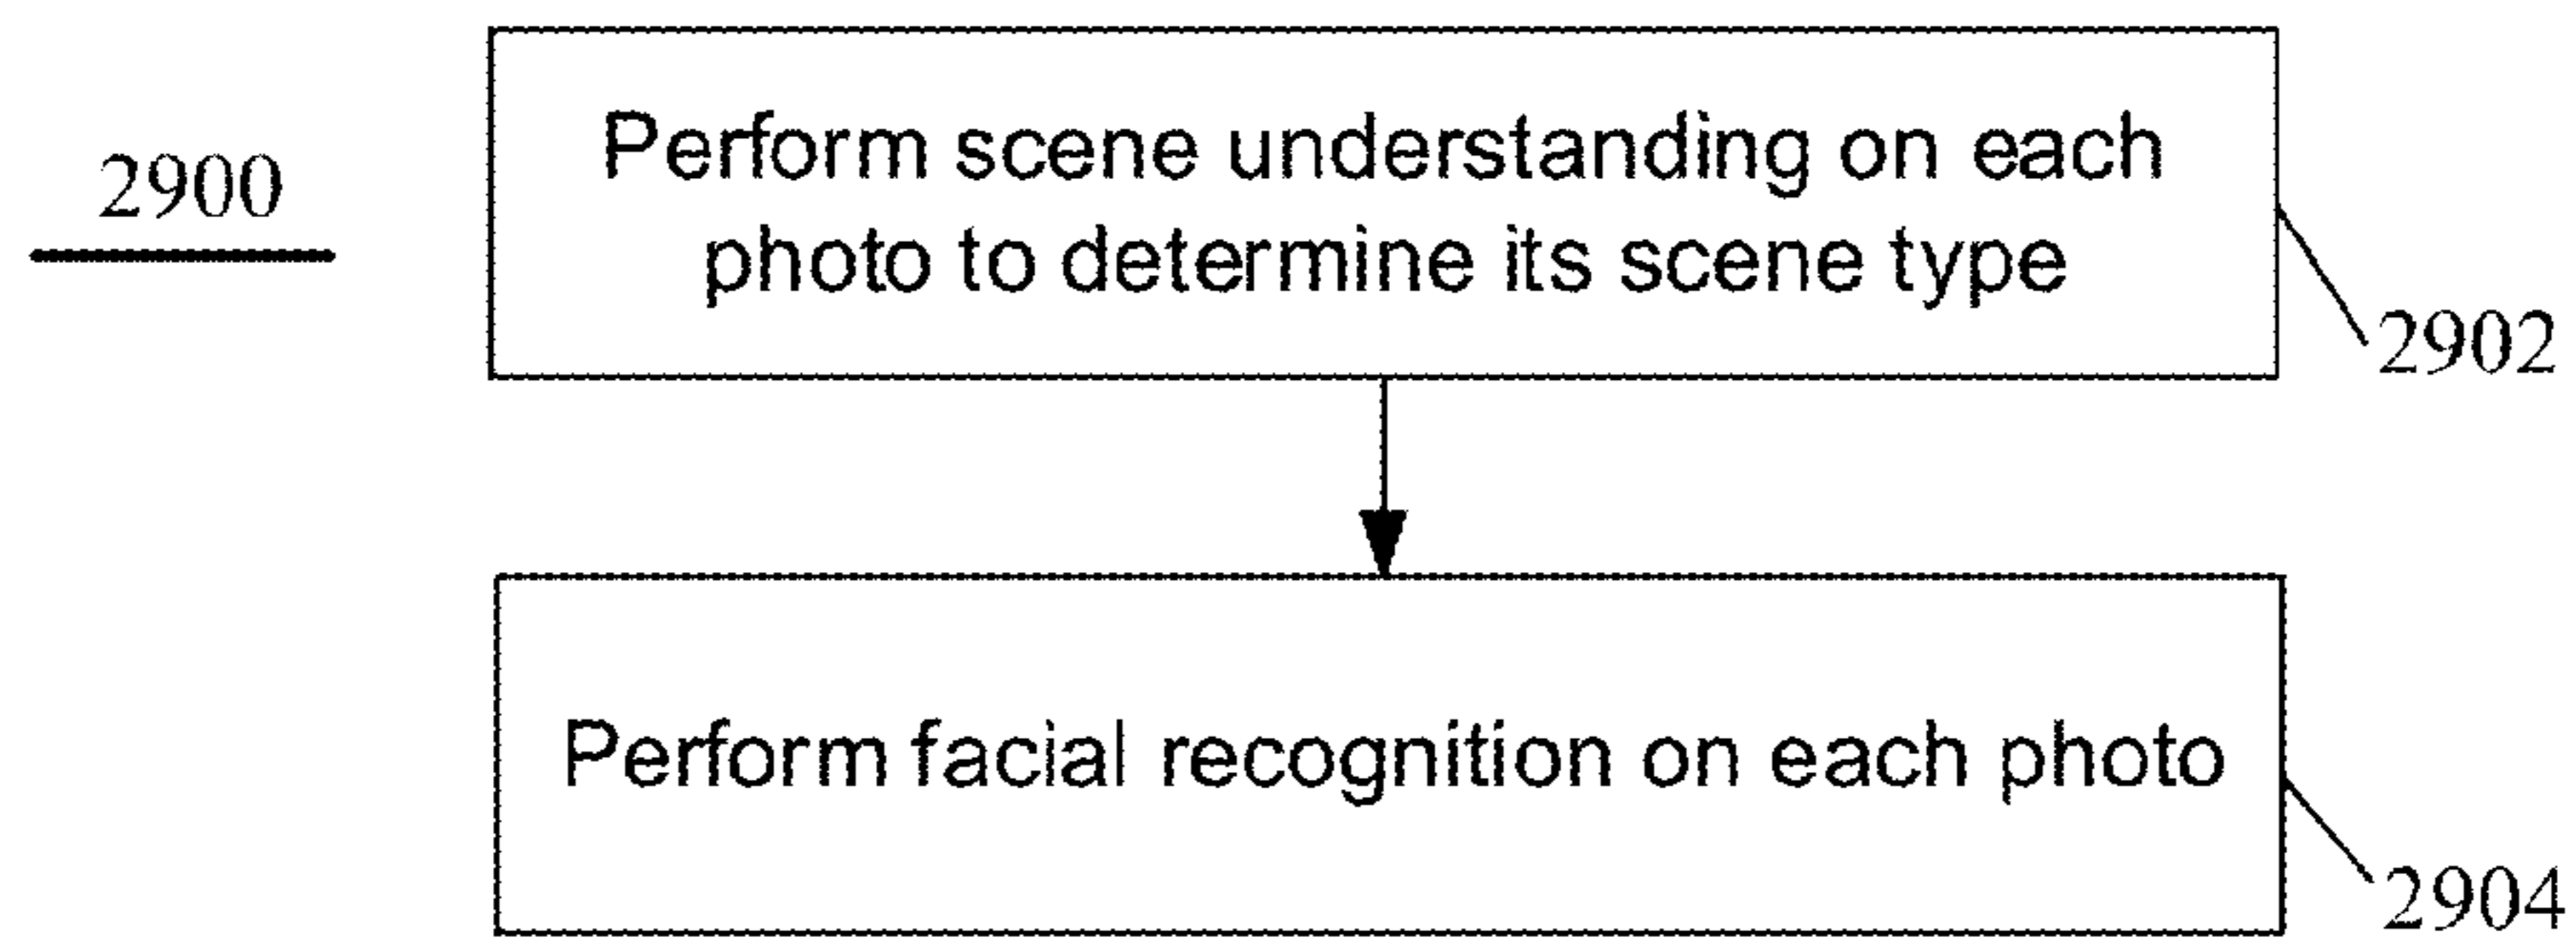 2900
Perform scene understanding on each
photo to determine its scene type
2902
Perform facial recognition on each photo
2904